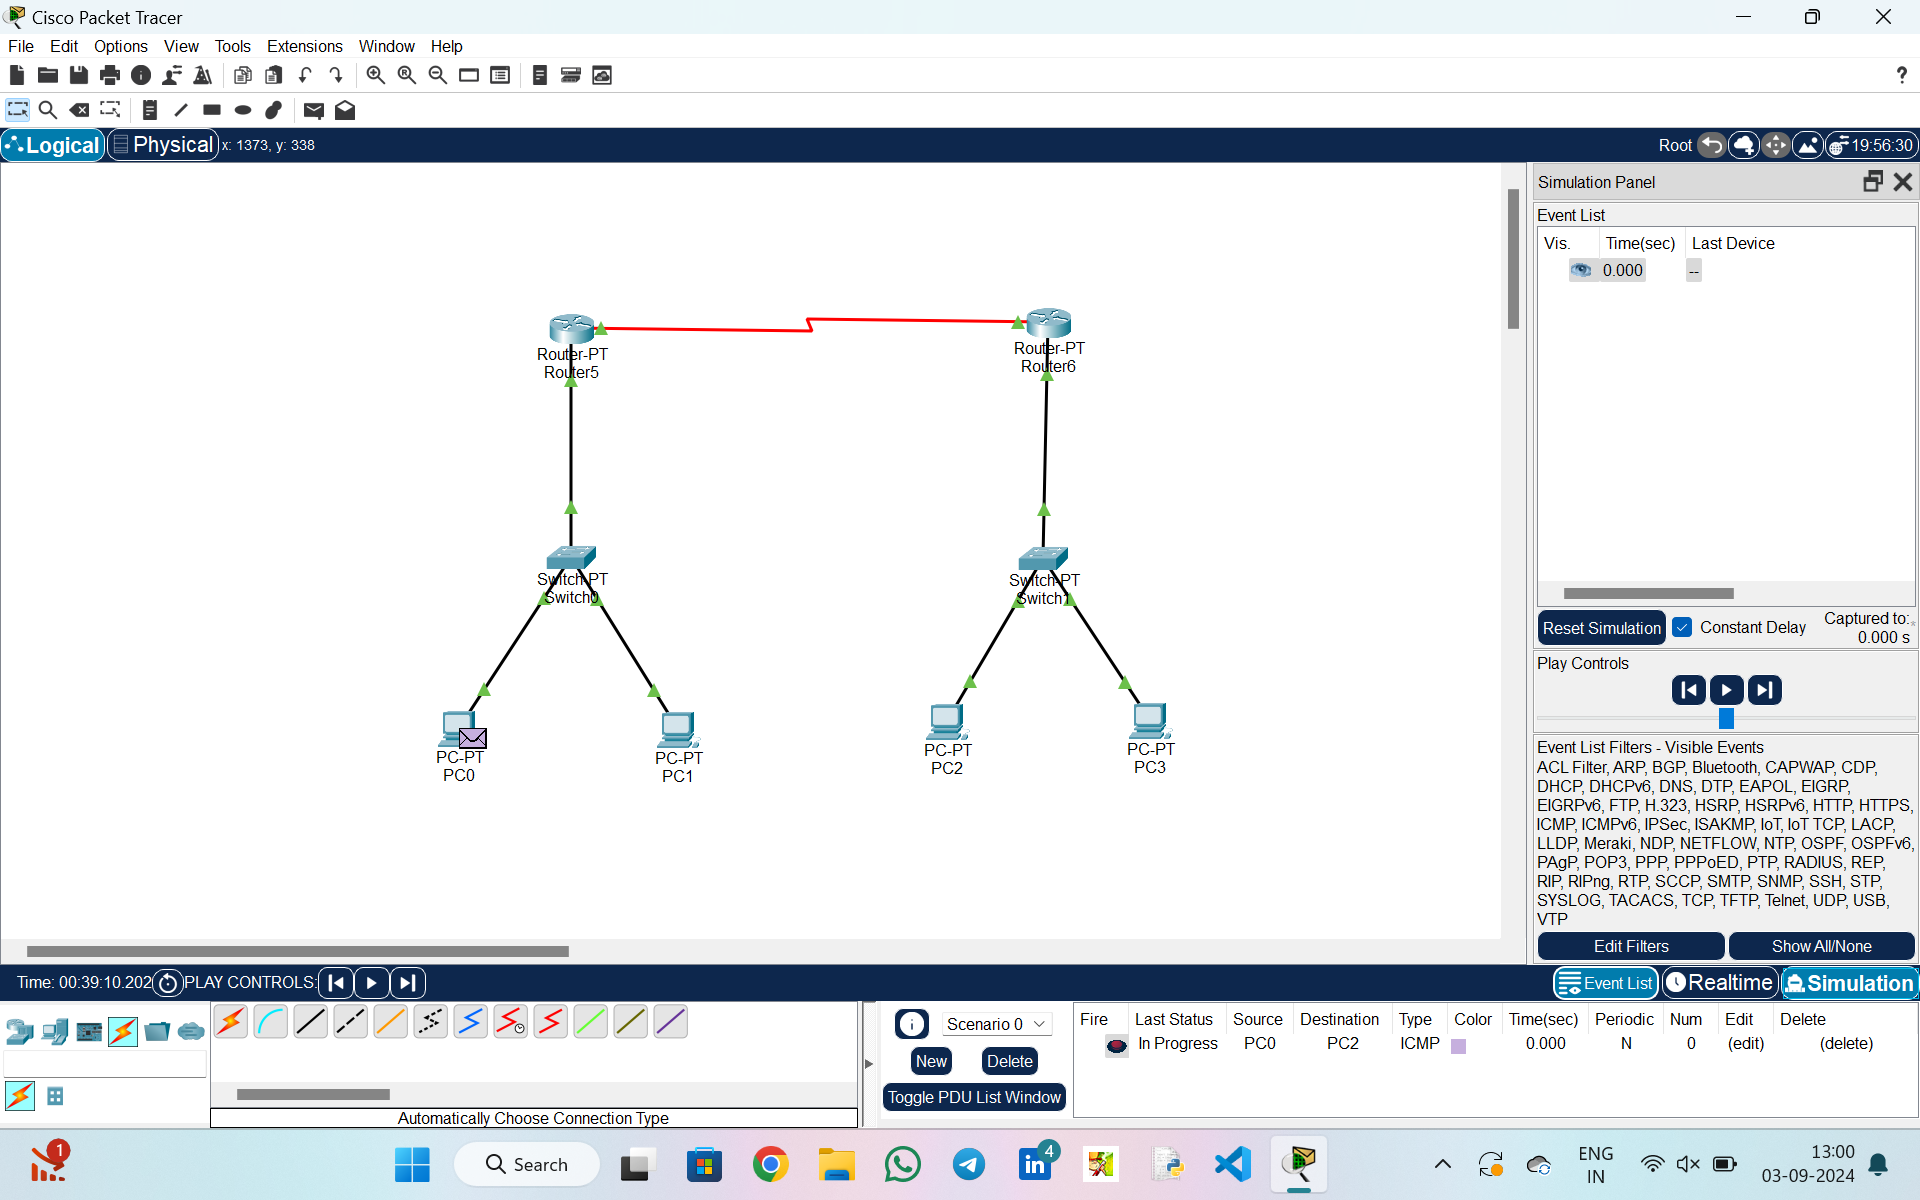 Cisco Packet Tracer
File Edit Options View Tools Extensions Window Help
?
Logical Physical x: 1373, y: 338 Root 19:56:30
Simulation Panel
Event List
Vis. Time(sec) Last Device
0.000 --
Router-PT
Router5
Router-PT
Router6
Switch-PT
Switch0
Switch-PT
Switch1
PC-PT
PC0
PC-PT
PC1
PC-PT
PC2
PC-PT
PC3
Reset Simulation Constant Delay Captured to:*
0.000 s
Play Controls
Event List Filters - Visible Events
ACL Filter, ARP, BGP, Bluetooth, CAPWAP, CDP,
DHCP, DHCPv6, DNS, DTP, EAPOL, EIGRP,
EIGRPv6, FTP, H.323, HSRP, HSRPv6, HTTP, HTTPS,
ICMP, ICMPv6, IPSec, ISAKMP, IoT, IoT TCP, LACP,
LLDP, Meraki, NDP, NETFLOW, NTP, OSPF, OSPFv6,
PAgP, POP3, PPP, PPPoED, PTP, RADIUS, REP,
RIP, RIPng, RTP, SCCP, SMTP, SNMP, SSH, STP,
SYSLOG, TACACS, TCP, TFTP, Telnet, UDP, USB,
VTP
Edit Filters Show All/None
Time: 00:39:10.202 PLAY CONTROLS: Event List Realtime Simulation
Scenario 0
New Delete
Toggle PDU List Window
Fire Last Status Source Destination Type Color Time(sec) Periodic Num Edit Delete
In Progress PC0 PC2 ICMP 0.000 N 0 (edit) (delete)
Automatically Choose Connection Type
1
Search
4
ENG
IN
13:00
03-09-2024